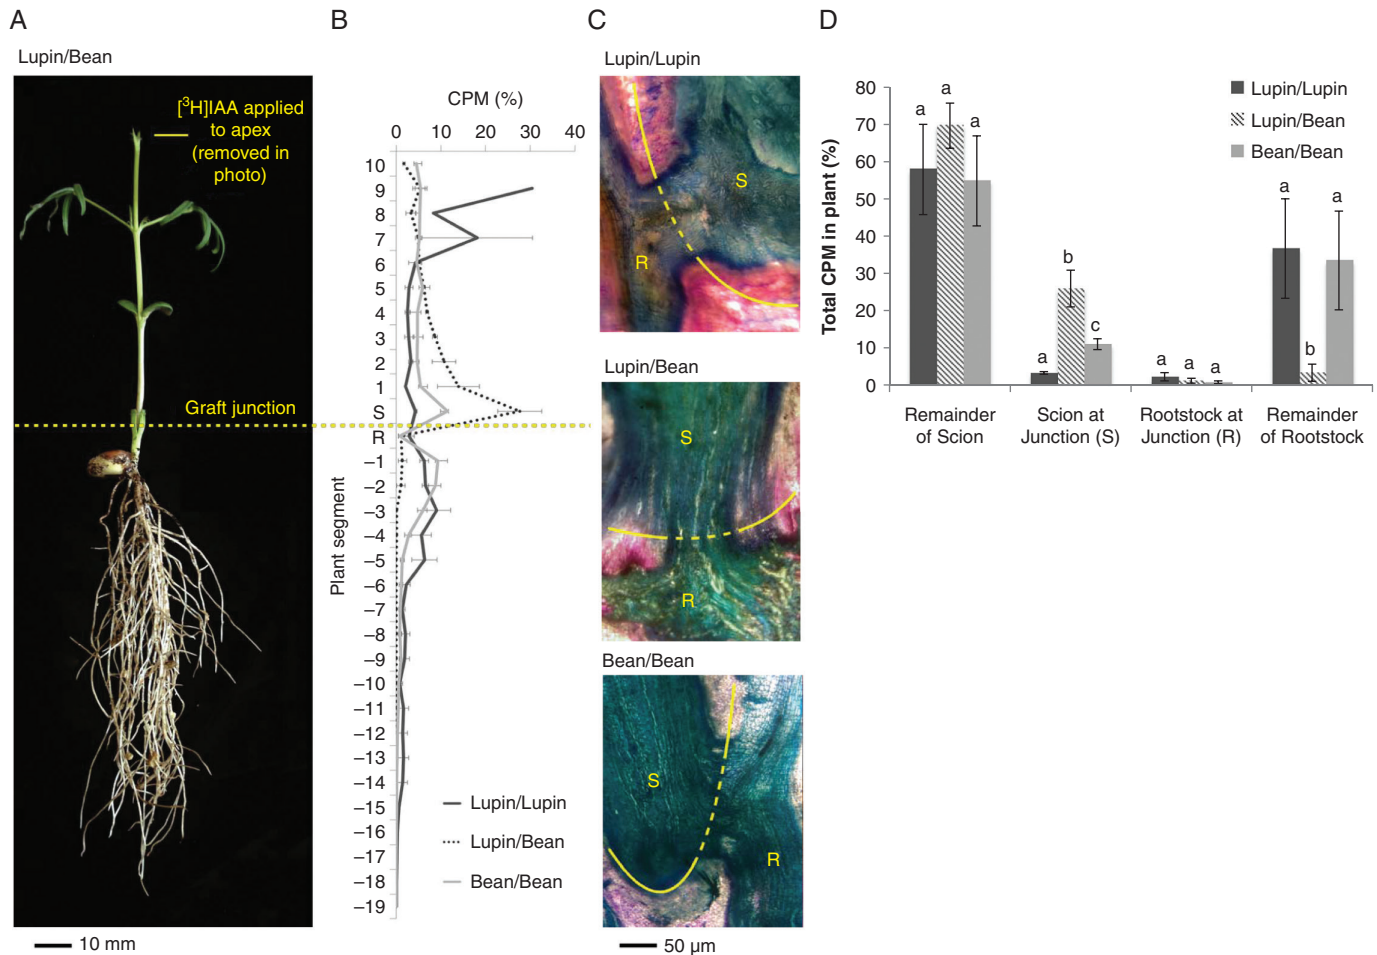 A
Lupin/Bean
[³H]IAA applied
to apex
(removed in
photo)
Graft junction
10 mm
B
CPM (%)
0 10 20 30 40
10
9
8
7
6
5
4
3
2
1
S
R
–1
–2
–3
–4
–5
–6
–7
–8
–9
–10
–11
–12
–13
–14
–15
–16
–17
–18
–19
Plant segment
Lupin/Lupin
Lupin/Bean
Bean/Bean
C
Lupin/Lupin
S
R
Lupin/Bean
S
R
Bean/Bean
S
R
50 µm
D
Total CPM in plant (%)
80
70
60
50
40
30
20
10
0
a a a
a b c
a a a
a b a
Lupin/Lupin
Lupin/Bean
Bean/Bean
Remainder
of Scion
Scion at
Junction (S)
Rootstock at
Junction (R)
Remainder
of Rootstock